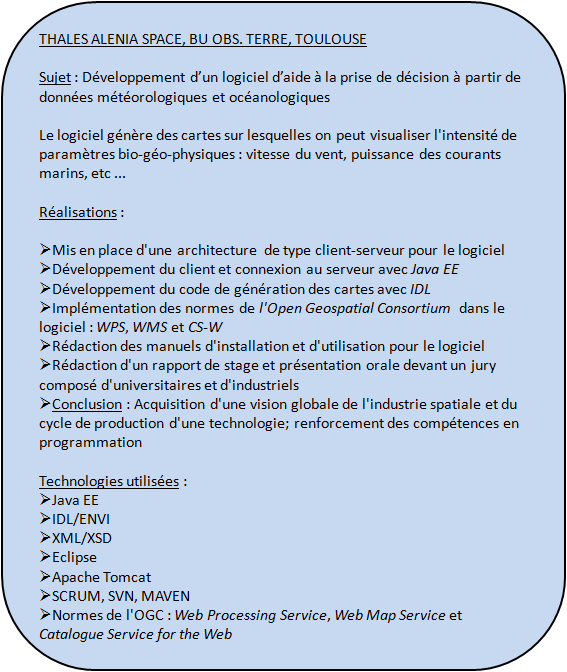 THALES ALENIA SPACE, BU OBS. TERRE, TOULOUSE
Sujet : Développement d’un logiciel d’aide à la prise de décision à partir de
données météorologiques et océanologiques
Le logiciel génère des cartes sur lesquelles on peut visualiser l'intensité de
paramètres bio-géo-physiques : vitesse du vent, puissance des courants
marins, etc ...
Réalisations :
➢Mis en place d'une architecture de type client-serveur pour le logiciel
➢Développement du client et connexion au serveur avec Java EE
➢Développement du code de génération des cartes avec IDL
➢Implémentation des normes de l'Open Geospatial Consortium dans le
logiciel : WPS, WMS et CS-W
➢Rédaction des manuels d'installation et d'utilisation pour le logiciel
➢Rédaction d'un rapport de stage et présentation orale devant un jury
composé d'universitaires et d'industriels
➢Conclusion : Acquisition d'une vision globale de l'industrie spatiale et du
cycle de production d'une technologie; renforcement des compétences en
programmation
Technologies utilisées :
➢Java EE
➢IDL/ENVI
➢XML/XSD
➢Eclipse
➢Apache Tomcat
➢SCRUM, SVN, MAVEN
➢Normes de l'OGC : Web Processing Service, Web Map Service et
Catalogue Service for the Web